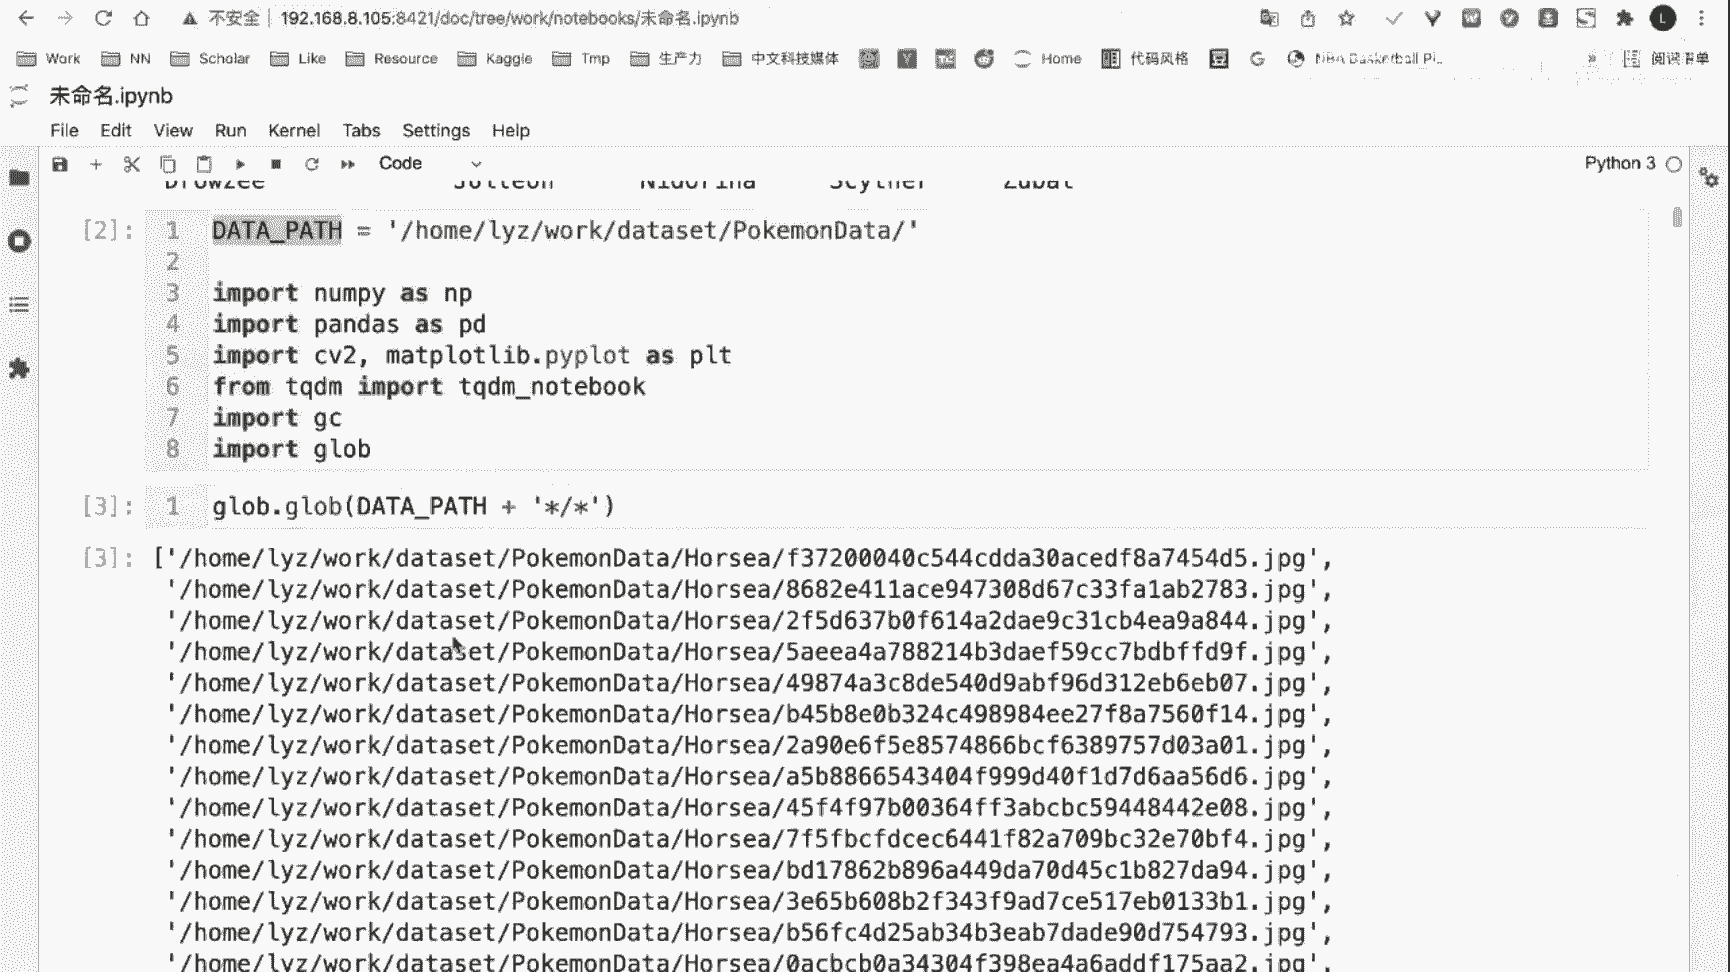 不安全 192.168.8.105:8421/doc/tree/work/notebooks/未命名.ipynb
Work NN Scholar Like Resource Kaggle Tmp 生产力 中文科技媒体 Home 代码风格 NBA Basketball Pl... » 阅读清单
未命名.ipynb
File Edit View Run Kernel Tabs Settings Help
Code Python 3
Drowzee Jolteon Nidorina Scyther Zubat
[2]: 1 DATA_PATH = '/home/lyz/work/dataset/PokemonData/'
2
3 import numpy as np
4 import pandas as pd
5 import cv2, matplotlib.pyplot as plt
6 from tqdm import tqdm_notebook
7 import gc
8 import glob
[3]: 1 glob.glob(DATA_PATH + '*/*')
[3]: ['/home/lyz/work/dataset/PokemonData/Horsea/f37200040c544cdda30acedf8a7454d5.jpg',
'/home/lyz/work/dataset/PokemonData/Horsea/8682e411ace947308d67c33fa1ab2783.jpg',
'/home/lyz/work/dataset/PokemonData/Horsea/2f5d637b0f614a2dae9c31cb4ea9a844.jpg',
'/home/lyz/work/dataset/PokemonData/Horsea/5aeea4a788214b3daef59cc7bdbffd9f.jpg',
'/home/lyz/work/dataset/PokemonData/Horsea/49874a3c8de540d9abf96d312eb6eb07.jpg',
'/home/lyz/work/dataset/PokemonData/Horsea/b45b8e0b324c498984ee27f8a7560f14.jpg',
'/home/lyz/work/dataset/PokemonData/Horsea/2a90e6f5e8574866bcf6389757d03a01.jpg',
'/home/lyz/work/dataset/PokemonData/Horsea/a5b8866543404f999d40f1d7d6aa56d6.jpg',
'/home/lyz/work/dataset/PokemonData/Horsea/45f4f97b00364ff3abcbc59448442e08.jpg',
'/home/lyz/work/dataset/PokemonData/Horsea/7f5fbcfdcec6441f82a709bc32e70bf4.jpg',
'/home/lyz/work/dataset/PokemonData/Horsea/bd17862b896a449da70d45c1b827da94.jpg',
'/home/lyz/work/dataset/PokemonData/Horsea/3e65b608b2f343f9ad7ce517eb0133b1.jpg',
'/home/lyz/work/dataset/PokemonData/Horsea/b56fc4d25ab34b3eab7dade90d754793.jpg',
'/home/lyz/work/dataset/PokemonData/Horsea/0acbcb0a34304f398ea4a6addf175aa2.jpg',